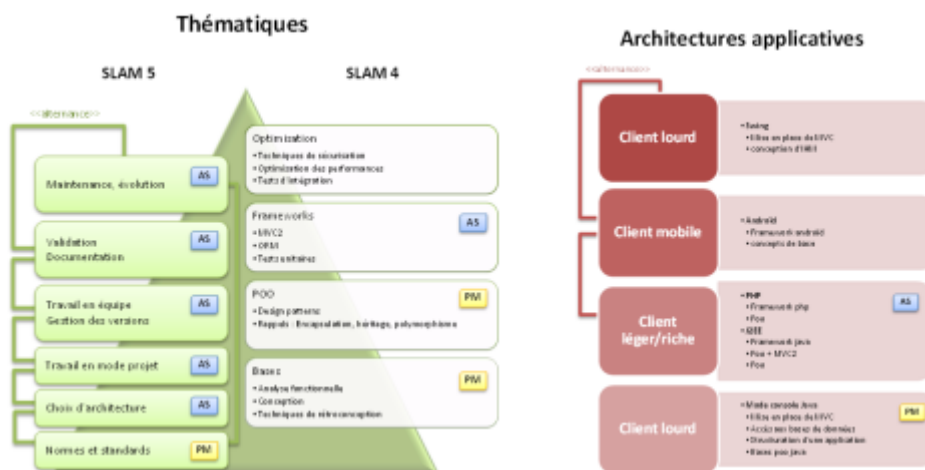 Thématiques
SLAM 5
SLAM 4
<<alternance>>
Maintenance, évolution
AS
Validation
Documentation
AS
Travail en équipe
Gestion des versions
AS
Travail en mode projet
AS
Choix d'architecture
AS
Normes et standards
PM
Optimization
• Techniques de sécurisation
• Optimisation des performances
• Tests d'intégration
Frameworks
• MVC2
• ORM
• Tests unitaires
AS
POO
• Design patterns
• Rappels : Encapsulation, héritage, polymorphisme
PM
Bases
• Analyse fonctionnelle
• Conception
• Techniques de rétroconception
PM
Architectures applicatives
<<alternance>>
Client lourd
• Swing
• Mise en place de MVC
• conception d'IHM
Client mobile
• Android
• Framework android
• concepts de base
Client
léger/riche
• PHP
• Framework php
• Poo
• J2EE
• Framework java
• Poo + MVC2
• Poo
AS
Client lourd
• Mode console Java
• Mise en place de MVC
• Accès aux bases de données
• Structuration d'une application
• Bases poo java
PM